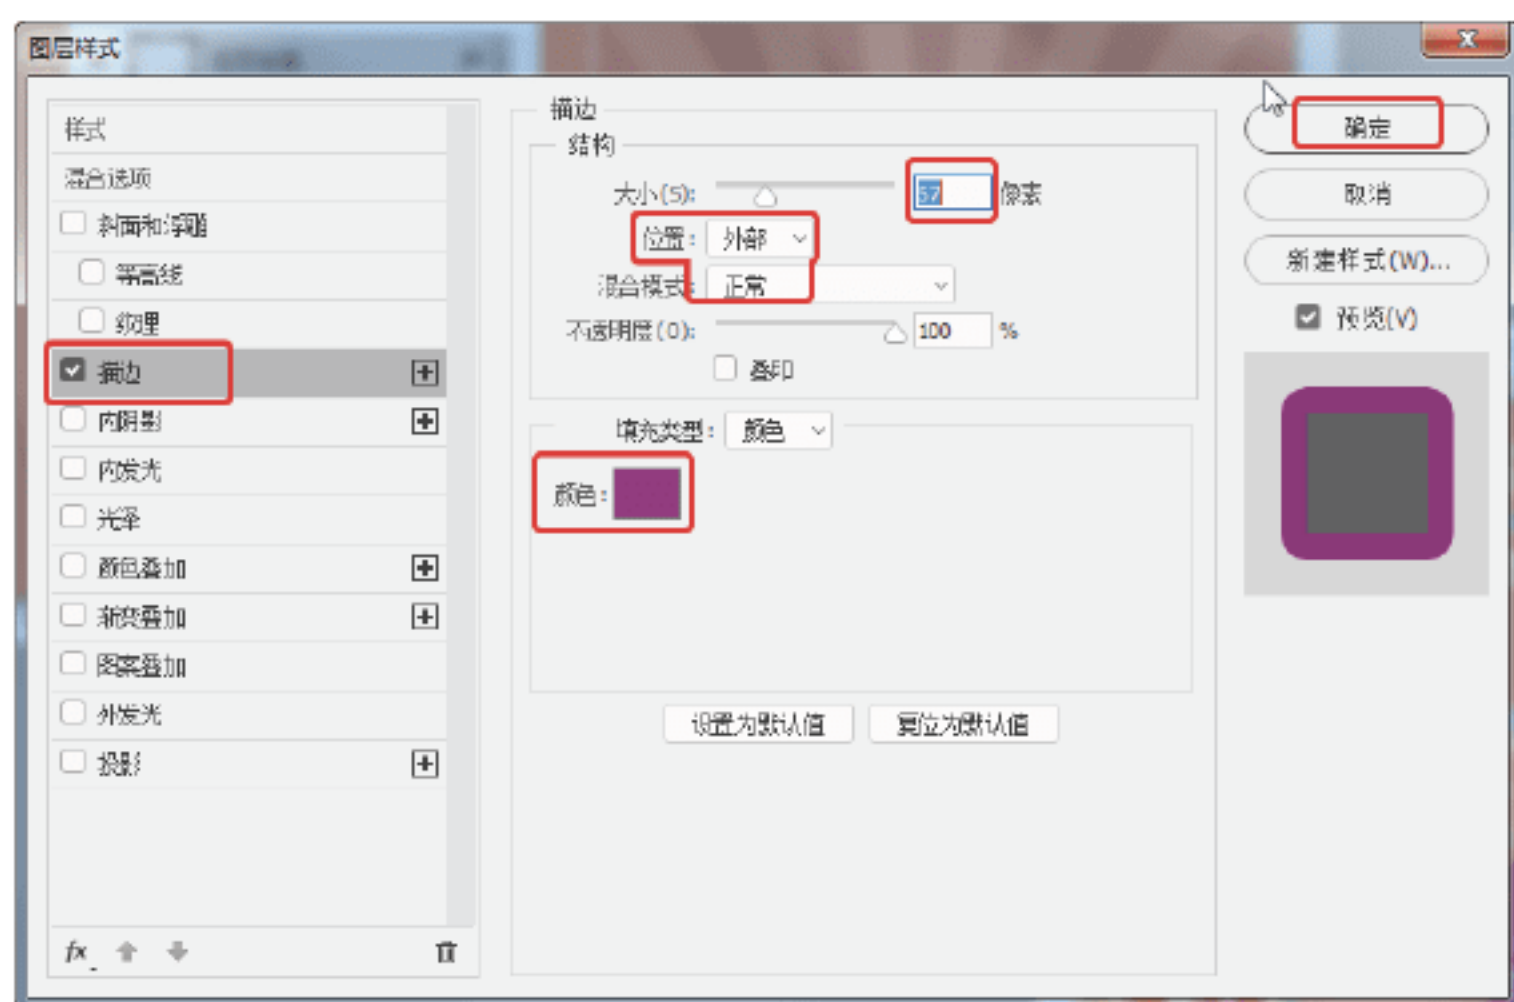 图层样式
样式
混合选项
斜面和浮雕
等高线
纹理
描边
内阴影
内发光
光泽
颜色叠加
渐变叠加
图案叠加
外发光
投影
fx
描边
结构
大小(S): 57 像素
位置: 外部
混合模式: 正常
不透明度(O): 100 %
叠印
填充类型: 颜色
颜色:
设置为默认值
复位为默认值
确定
取消
新建样式(W)...
预览(V)